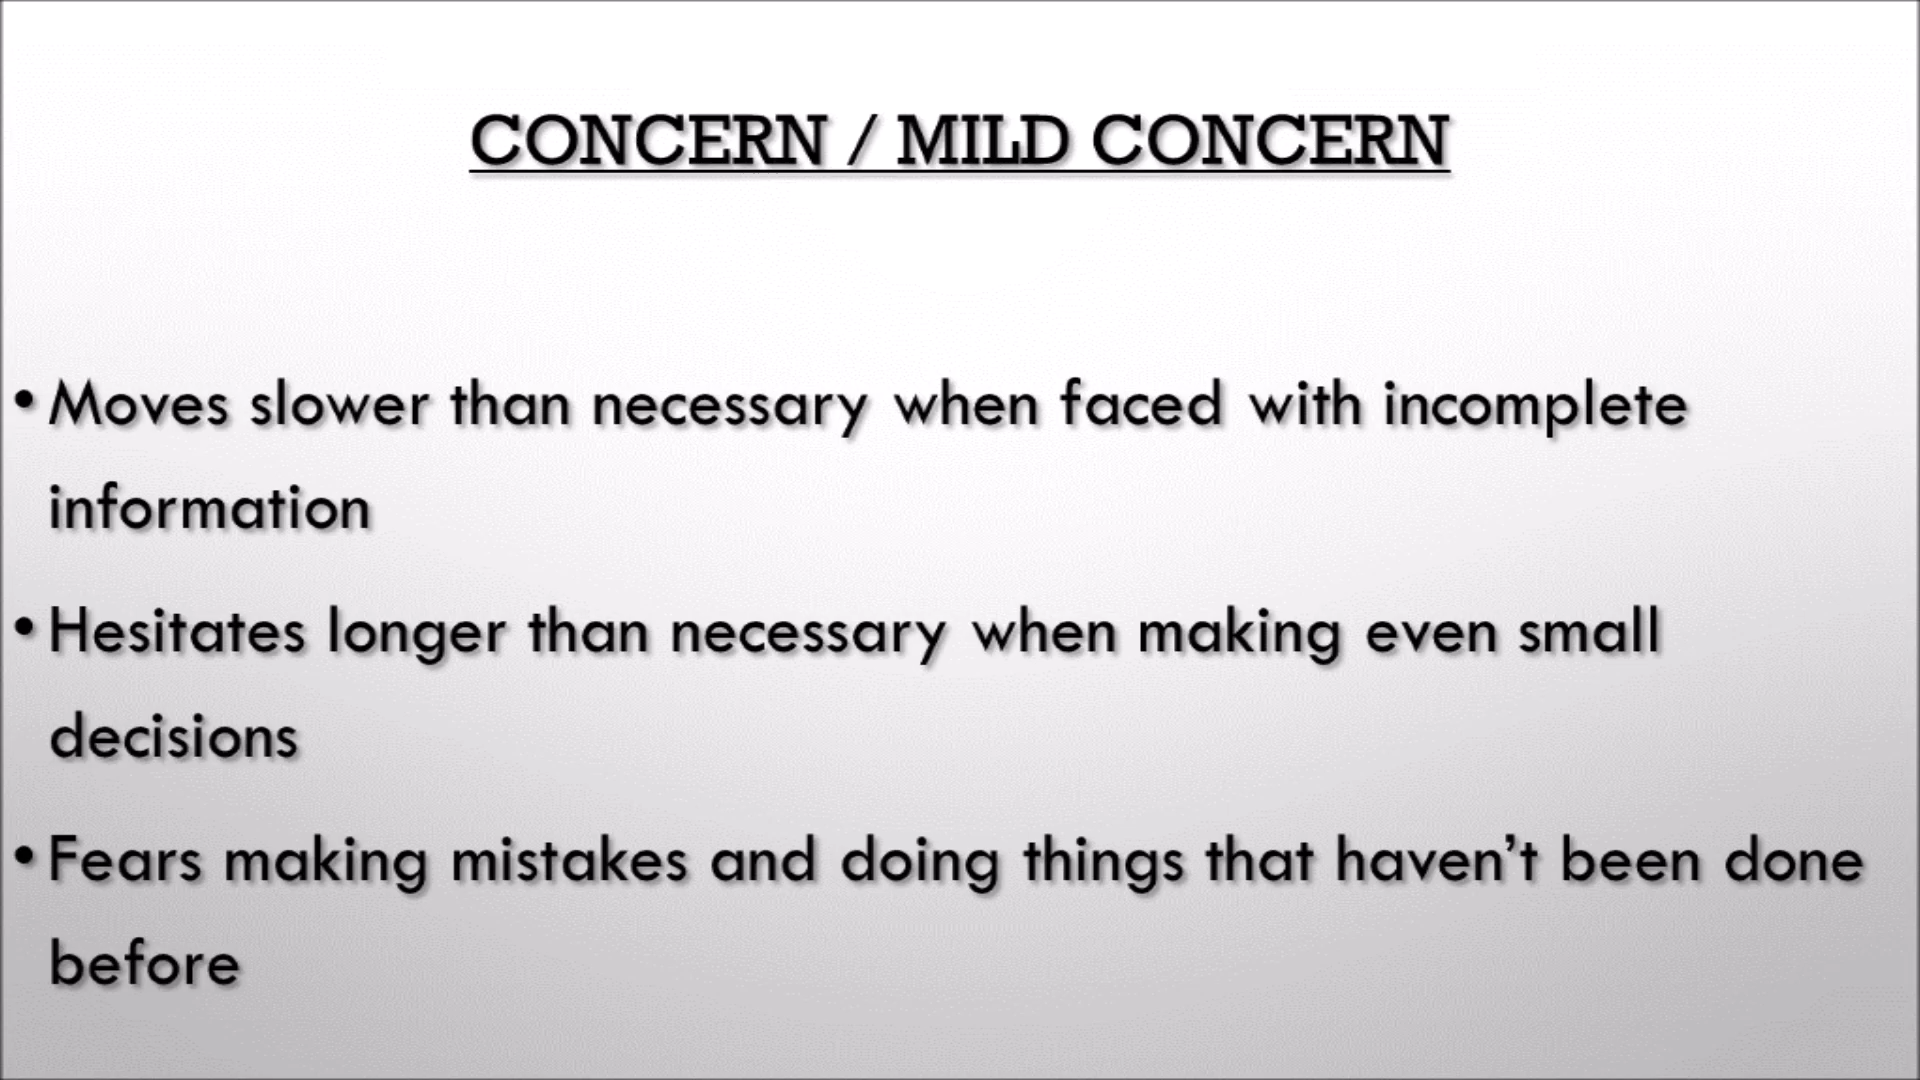 CONCERN / MILD CONCERN
• Moves slower than necessary when faced with incomplete
information
• Hesitates longer than necessary when making even small
decisions
• Fears making mistakes and doing things that haven’t been done
before